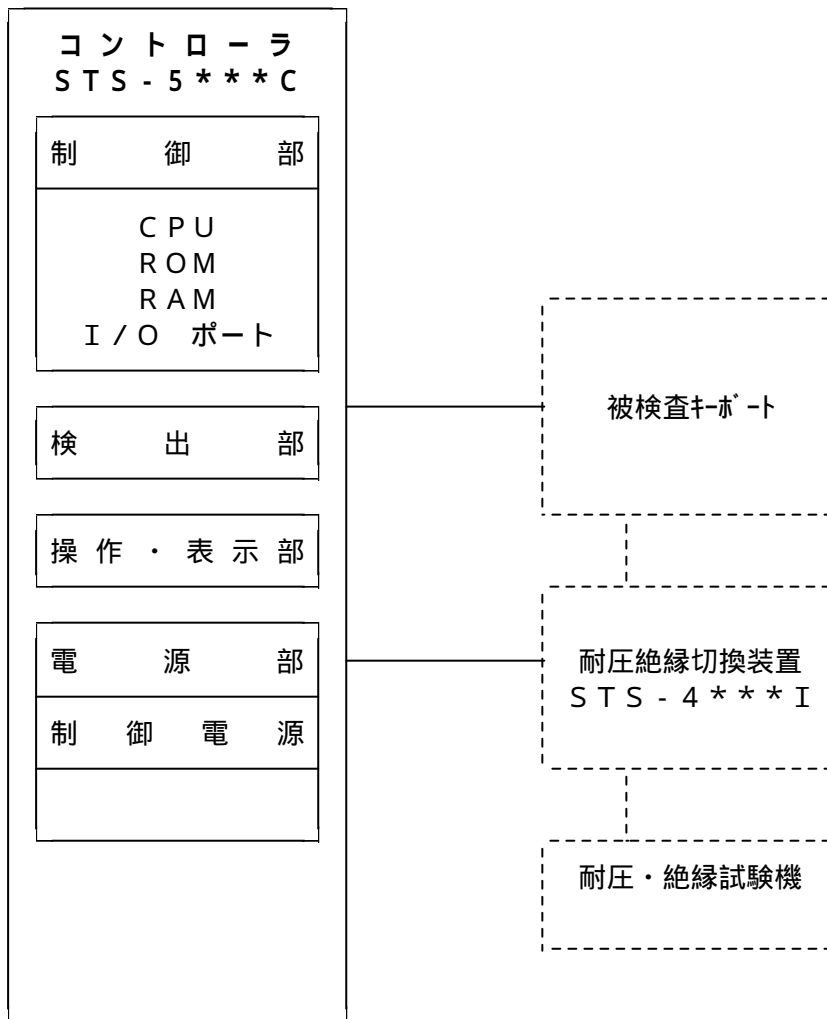 コントローラ
STS-5***C
制御部
CPU
ROM
RAM
I/O ポート
検出部
操作・表示部
電源部
制御電源
被検査ｷｰﾎﾞｰﾄ
耐圧絶縁切換装置
STS-4***I
耐圧・絶縁試験機